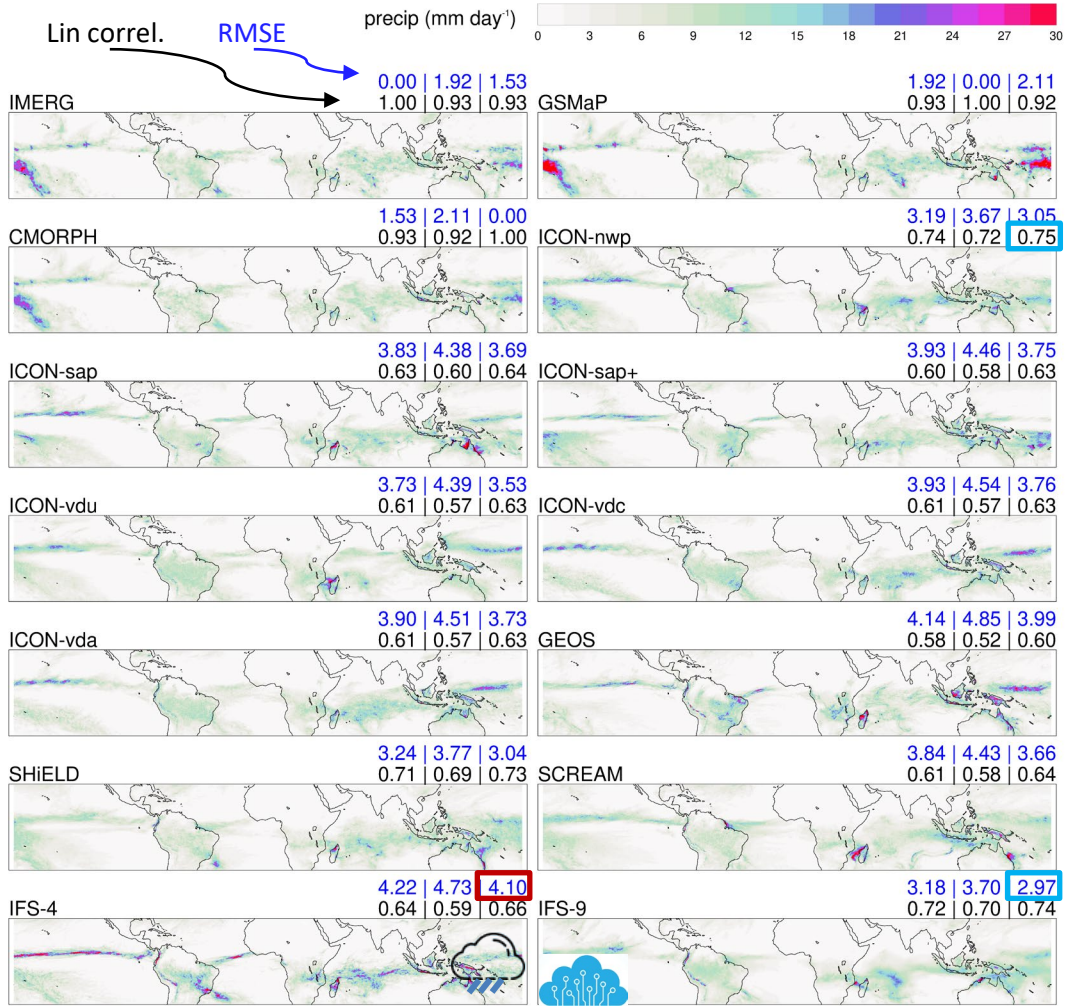 precip (mm day⁻¹)
0 3 6 9 12 15 18 21 24 27 30
Lin correl. RMSE
0.00 | 1.92 | 1.53
IMERG 1.00 | 0.93 | 0.93
1.92 | 0.00 | 2.11
GSMaP 0.93 | 1.00 | 0.92
1.53 | 2.11 | 0.00
CMORPH 0.93 | 0.92 | 1.00
3.19 | 3.67 | 3.05
ICON-nwp 0.74 | 0.72 | 0.75
3.83 | 4.38 | 3.69
ICON-sap 0.63 | 0.60 | 0.64
3.93 | 4.46 | 3.75
ICON-sap+ 0.60 | 0.58 | 0.63
3.73 | 4.39 | 3.53
ICON-vdu 0.61 | 0.57 | 0.63
3.93 | 4.54 | 3.76
ICON-vdc 0.61 | 0.57 | 0.63
3.90 | 4.51 | 3.73
ICON-vda 0.61 | 0.57 | 0.63
4.14 | 4.85 | 3.99
GEOS 0.58 | 0.52 | 0.60
3.24 | 3.77 | 3.04
SHiELD 0.71 | 0.69 | 0.73
3.84 | 4.43 | 3.66
SCREAM 0.61 | 0.58 | 0.64
4.22 | 4.73 | 4.10
IFS-4 0.64 | 0.59 | 0.66
3.18 | 3.70 | 2.97
IFS-9 0.72 | 0.70 | 0.74